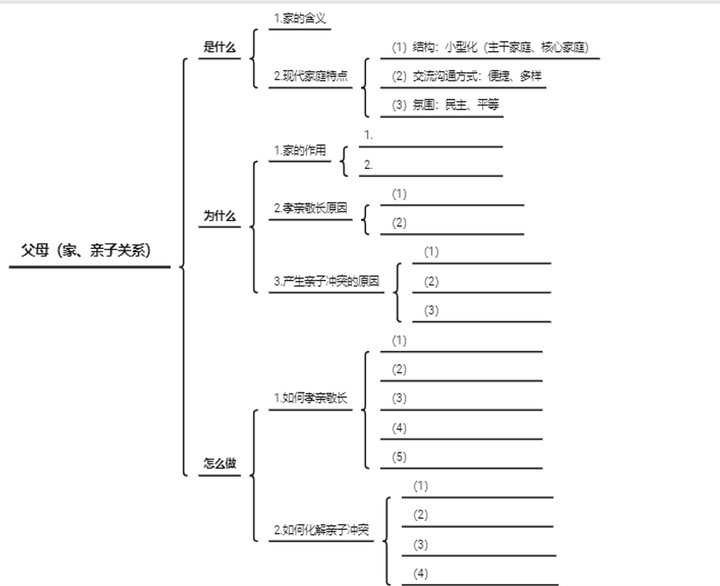 父母（家、亲子关系）
是什么
1.家的含义
2.现代家庭特点
（1）结构：小型化（主干家庭、核心家庭）
（2）交流沟通方式：便捷、多样
（3）氛围：民主、平等
为什么
1.家的作用
1.
2.
2.孝亲敬长原因
（1）
（2）
3.产生亲子冲突的原因
（1）
（2）
（3）
怎么做
1.如何孝亲敬长
（1）
（2）
（3）
（4）
（5）
2.如何化解亲子冲突
（1）
（2）
（3）
（4）